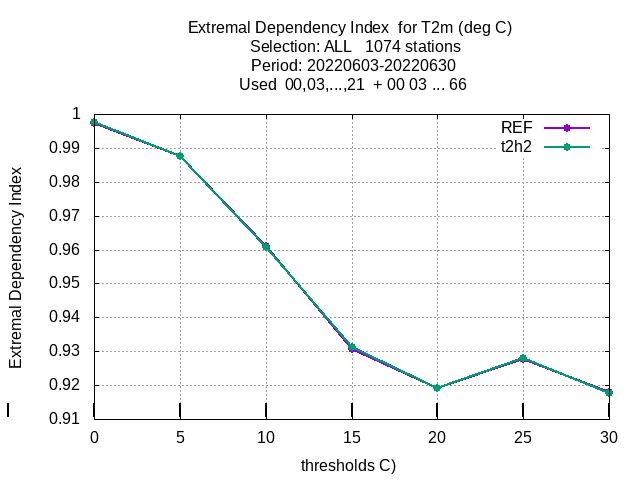 Extremal Dependency Index  for T2m (deg C)
Selection: ALL   1074 stations
Period: 20220603-20220630
Used  00,03,...,21  + 00 03 ... 66
REF
t2h2
1
0.99
0.98
0.97
0.96
0.95
0.94
0.93
0.92
0.91
Extremal Dependency Index
0 5 10 15 20 25 30
thresholds C)